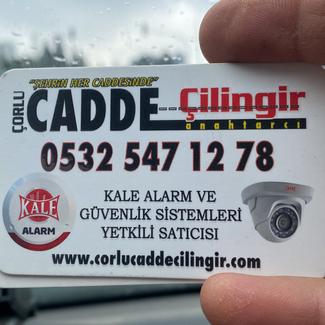 "ŞEHRİN HER CADDESİNDE"
ÇORLU
CADDE Çilingir
anahtarcı
0532 547 12 78
KALE
ALARM
KALE ALARM VE
GÜVENLİK SİSTEMLERİ
YETKİLİ SATICISI
www.corlucaddecilingir.com